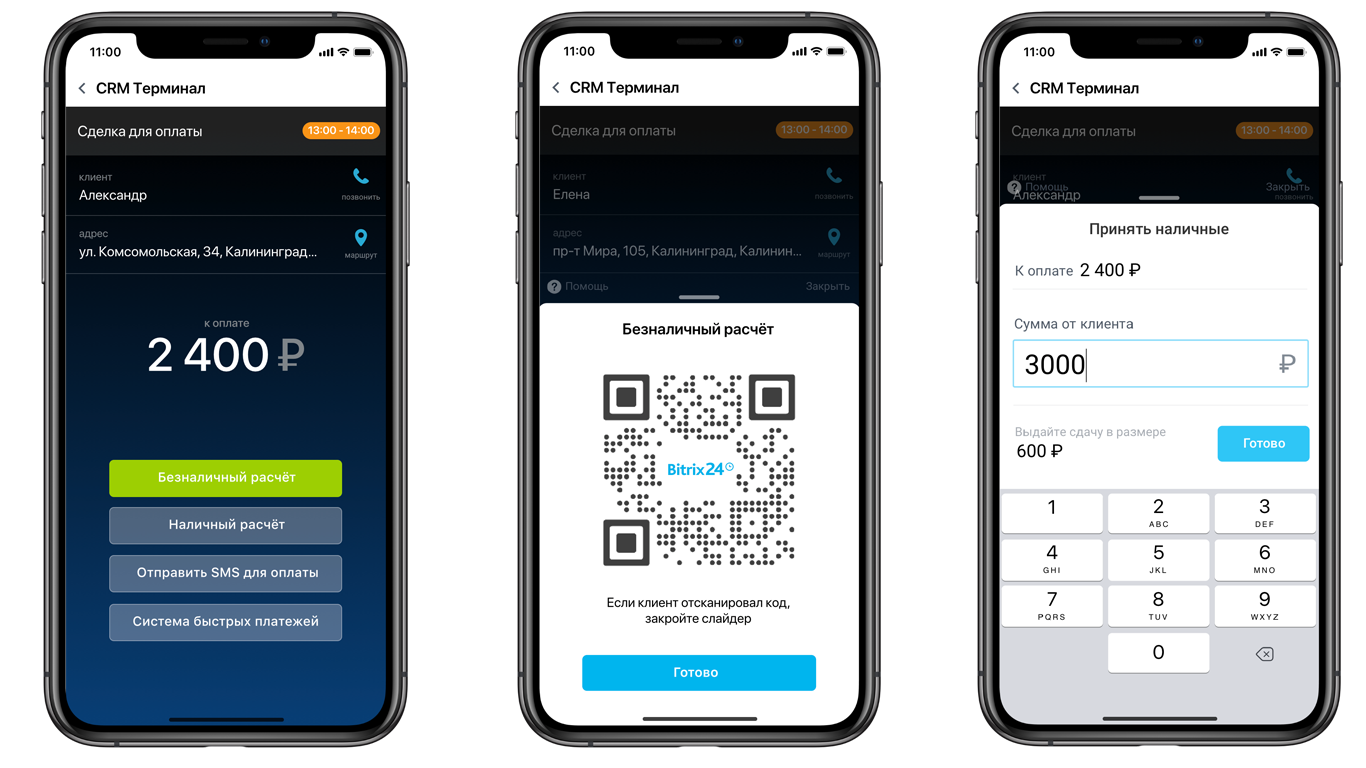 11:00
CRM Терминал
Сделка для оплаты
13:00 - 14:00
клиент
Александр
позвонить
адрес
ул. Комсомольская, 34, Калининград...
маршрут
к оплате
2 400 ₽
Безналичный расчёт
Наличный расчёт
Отправить SMS для оплаты
Система быстрых платежей
11:00
CRM Терминал
Сделка для оплаты
13:00 - 14:00
клиент
Елена
позвонить
адрес
пр-т Мира, 105, Калининград, Калинин...
маршрут
? Помощь
Закрыть
Безналичный расчёт
Bitrix24
Если клиент отсканировал код,
закройте слайдер
Готово
11:00
CRM Терминал
Сделка для оплаты
13:00 - 14:00
клиент
? Помощь
Закрыть
Александр
позвонить
Принять наличные
К оплате 2 400 ₽
Сумма от клиента
3000 ₽
Выдайте сдачу в размере
600 ₽
Готово
1 2 3
ABC DEF
4 5 6
GHI JKL MNO
7 8 9
PQRS TUV WXYZ
0